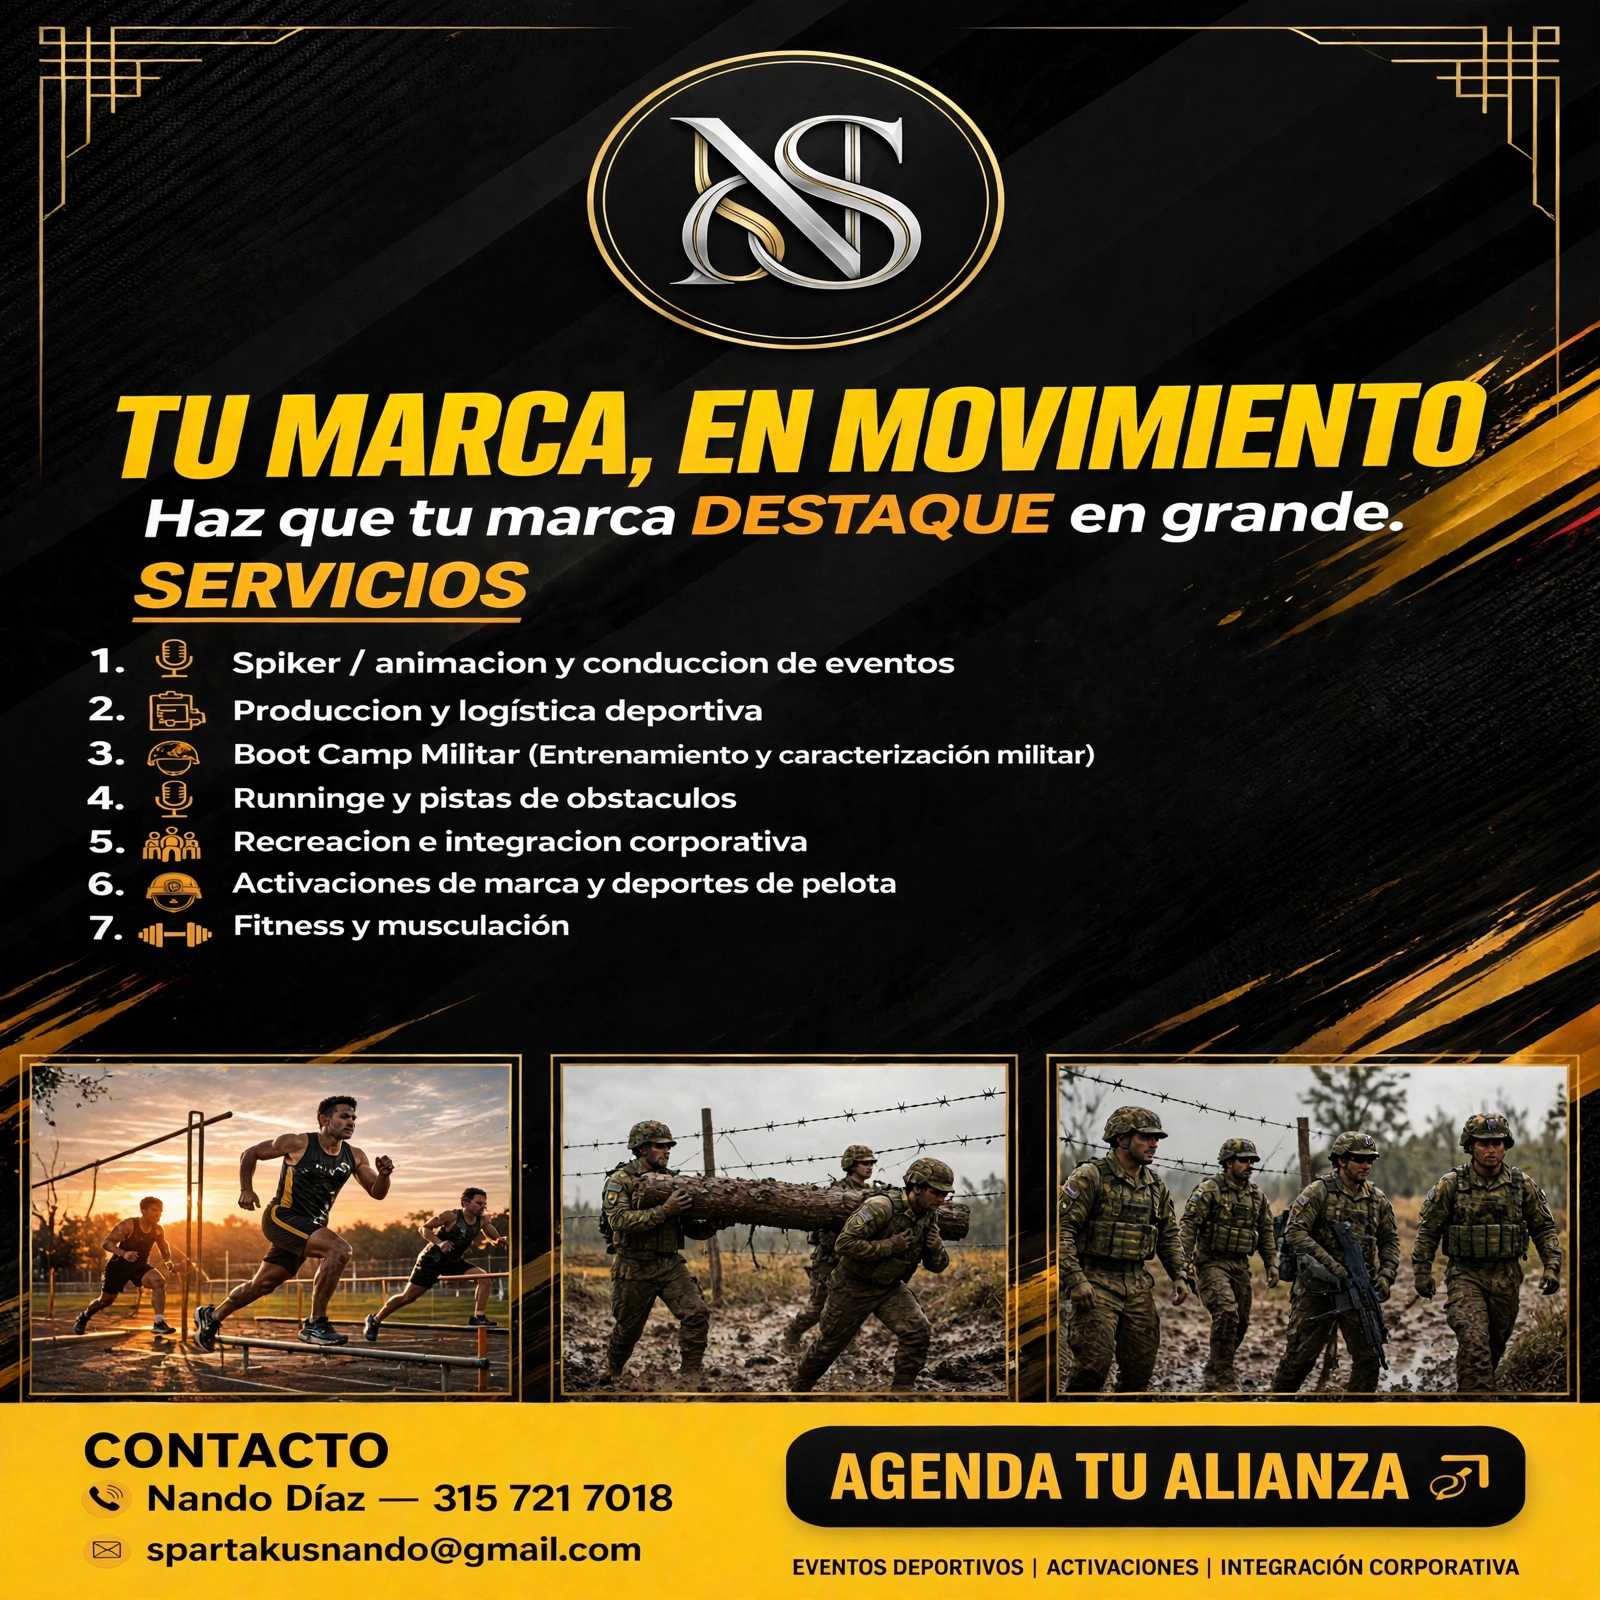 NS
TU MARCA, EN MOVIMIENTO
Haz que tu marca DESTAQUE en grande.
SERVICIOS
1. Spiker / animacion y conduccion de eventos
2. Produccion y logística deportiva
3. Boot Camp Militar (Entrenamiento y caracterización militar)
4. Runninge y pistas de obstaculos
5. Recreacion e integracion corporativa
6. Activaciones de marca y deportes de pelota
7. Fitness y musculación
CONTACTO
Nando Díaz — 315 721 7018
spartakusnando@gmail.com
AGENDA TU ALIANZA
EVENTOS DEPORTIVOS | ACTIVACIONES | INTEGRACIÓN CORPORATIVA